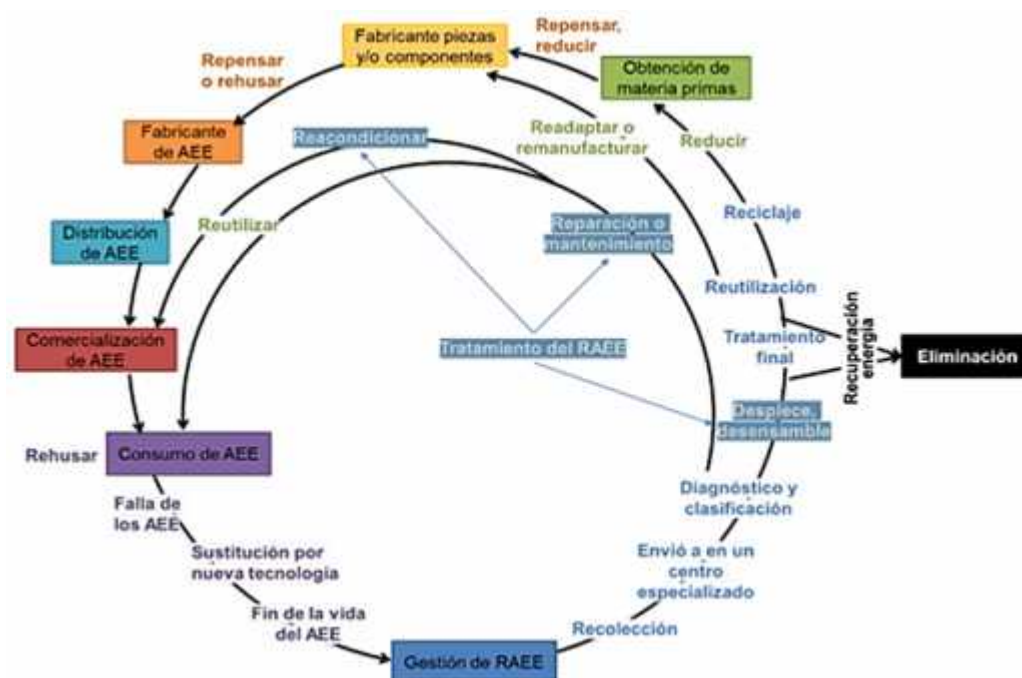 Fabricante piezas
y/o componentes
Repensar,
reducir
Obtención de
materia primas
Repensar
o rehusar
Fabricante
de AEE
Reacondicionar
Readaptar o
remanufacturar
Reducir
Distribución
de AEE
Reutilizar
Reparación o
mantenimiento
Reciclaje
Reutilización
Comercialización
de AEE
Tratamiento del RAEE
Tratamiento
final
Recuperación
energía
Eliminación
Despiece,
desensamble
Rehusar
Consumo de AEE
Falla de
los AEE
Diagnóstico y
clasificación
Sustitución por
nueva tecnología
Envió a en un
centro
especializado
Fin de la vida
del AEE
Recolección
Gestión de RAEE